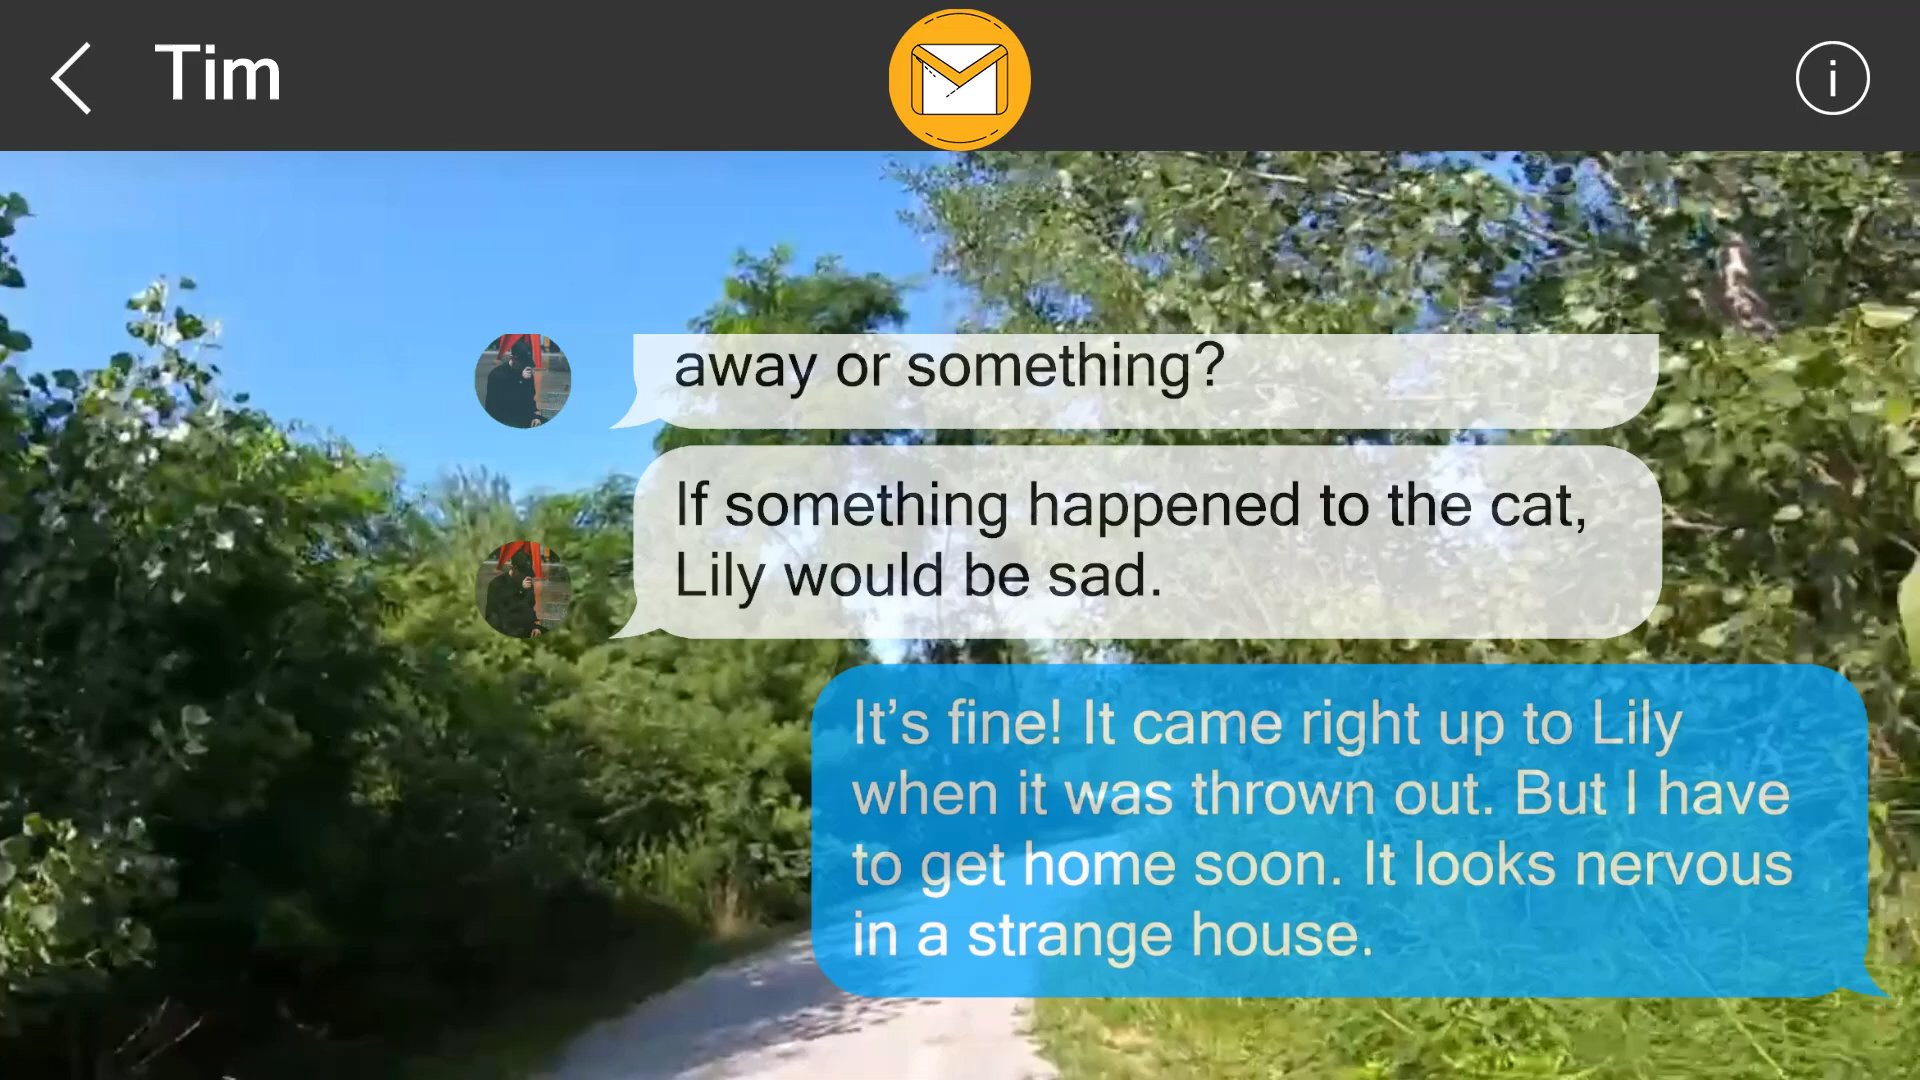 Tim
away or something?
If something happened to the cat,
Lily would be sad.
It’s fine! It came right up to Lily
when it was thrown out. But I have
to get home soon. It looks nervous
in a strange house.